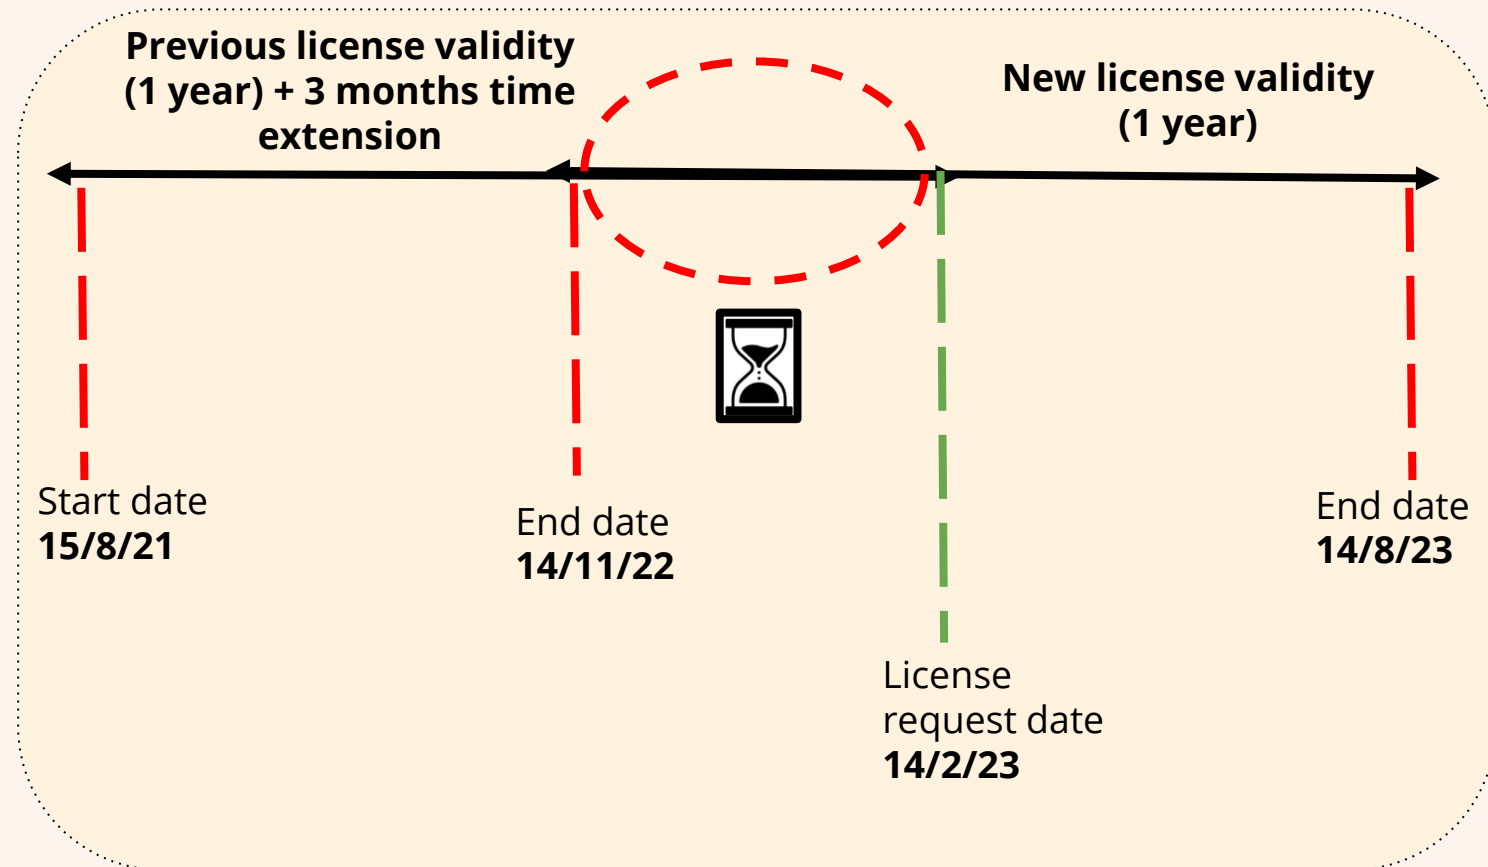 Previous license validity
(1 year) + 3 months time
extension
New license validity
(1 year)
Start date
15/8/21
End date
14/11/22
License
request date
14/2/23
End date
14/8/23